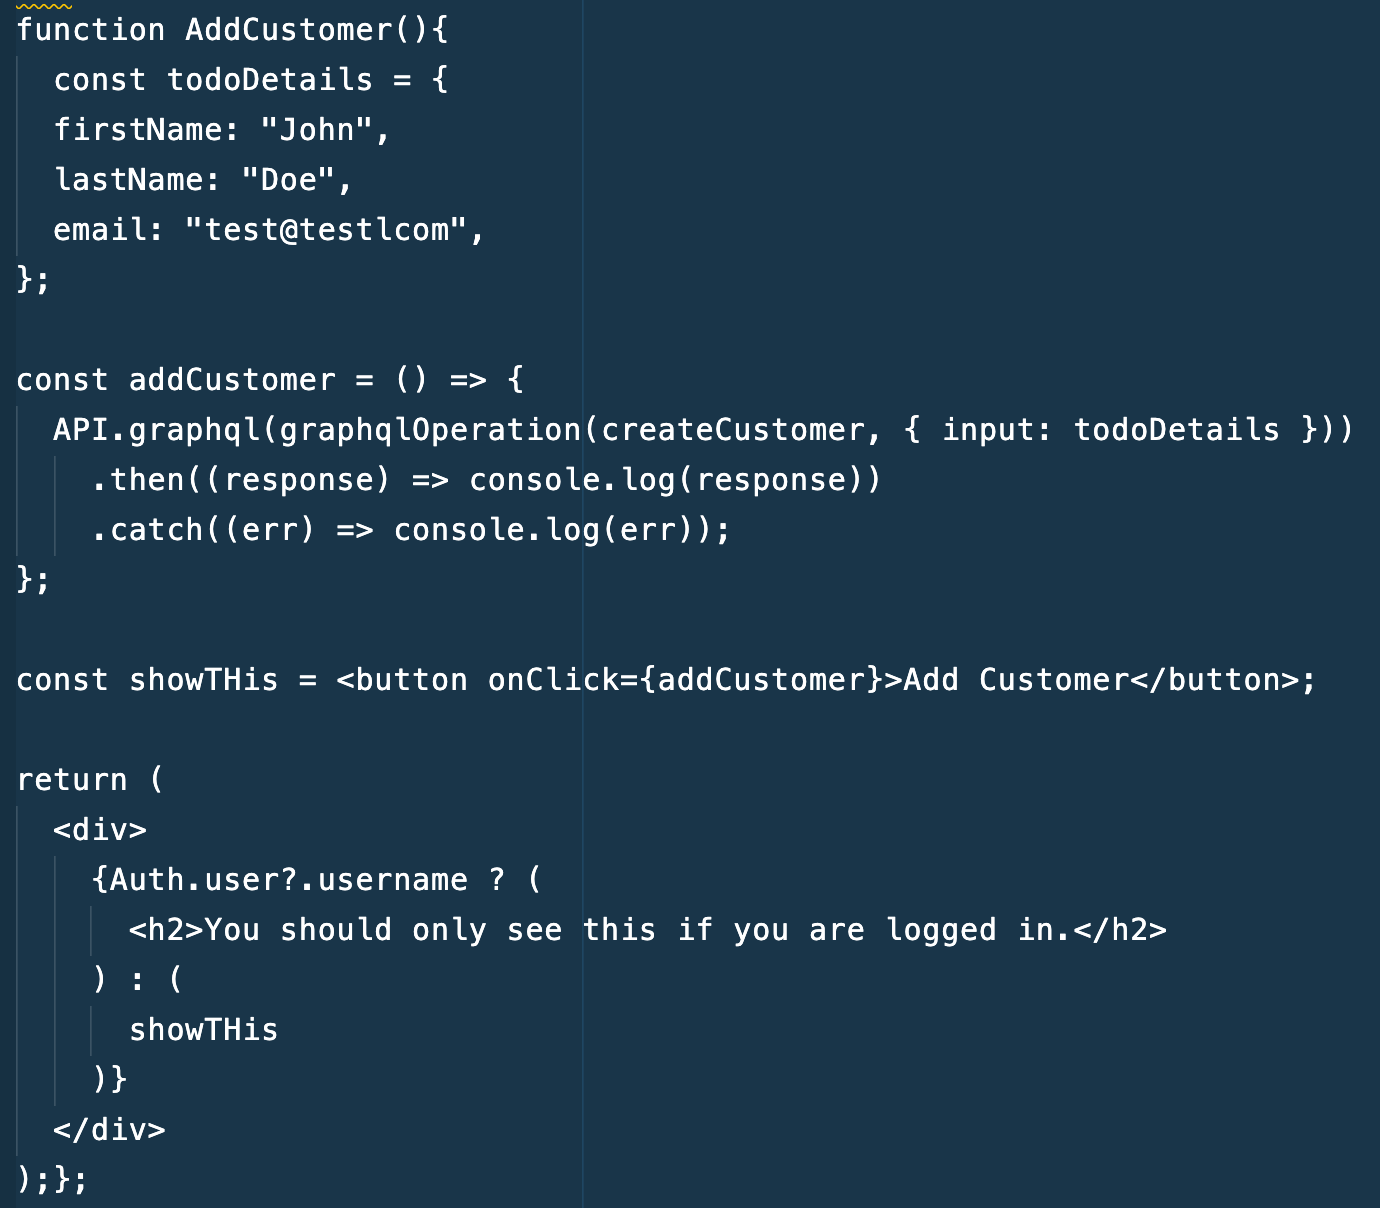 function AddCustomer(){
  const todoDetails = {
  firstName: "John",
  lastName: "Doe",
  email: "test@testlcom",
};

const addCustomer = () => {
  API.graphql(graphqlOperation(createCustomer, { input: todoDetails }))
    .then((response) => console.log(response))
    .catch((err) => console.log(err));
};

const showTHis = <button onClick={addCustomer}>Add Customer</button>;

return (
  <div>
    {Auth.user?.username ? (
      <h2>You should only see this if you are logged in.</h2>
    ) : (
      showTHis
    )}
  </div>
);};